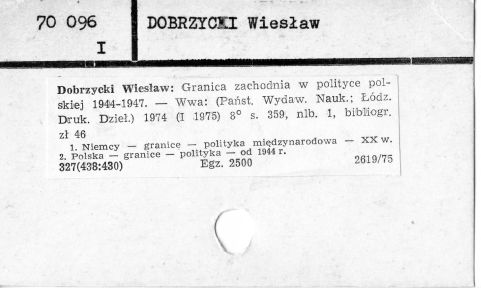 70 096
I
DOBRZYCKI Wiesław
Dobrzycki Wiesław: Granica zachodnia w polityce pol-
skiej 1944-1947. — Wwa: (Państ. Wydaw. Nauk.; Łódz.
Druk. Dzieł.) 1974 (I 1975) 8° s. 359, nlb. 1, bibliogr.
zł 46
1. Niemcy — granice — polityka międzynarodowa — XX w.
2. Polska — granice — polityka — od 1944 r.
327(438:430) Egz. 2500 2619/75